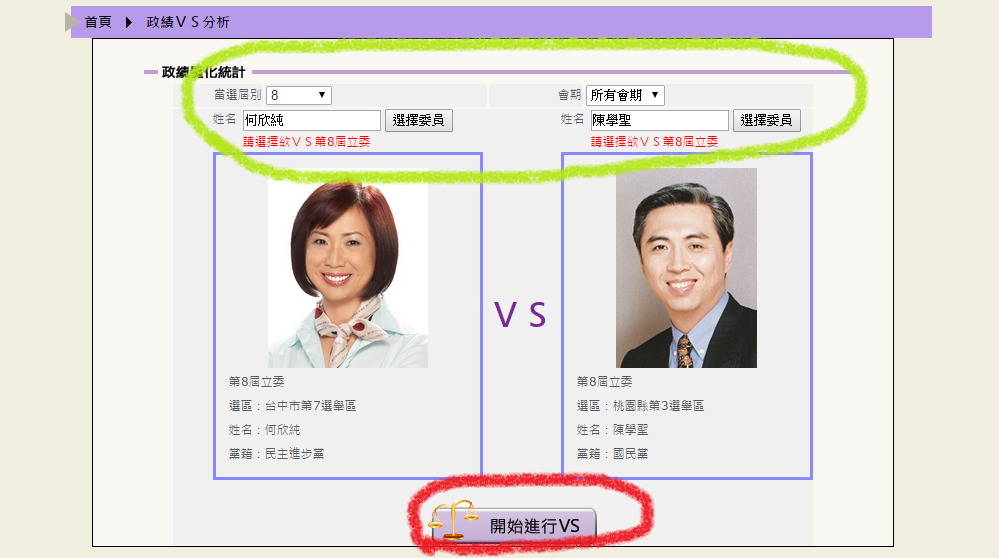 首頁 政績ＶＳ分析
政績量化統計
當選屆別 8 會期 所有會期
姓名 何欣純 選擇委員 姓名 陳學聖 選擇委員
請選擇欲ＶＳ第8屆立委 請選擇欲ＶＳ第8屆立委
ＶＳ
第8屆立委 第8屆立委
選區：台中市第7選舉區 選區：桃園縣第3選舉區
姓名：何欣純 姓名：陳學聖
黨籍：民主進步黨 黨籍：國民黨
開始進行VS